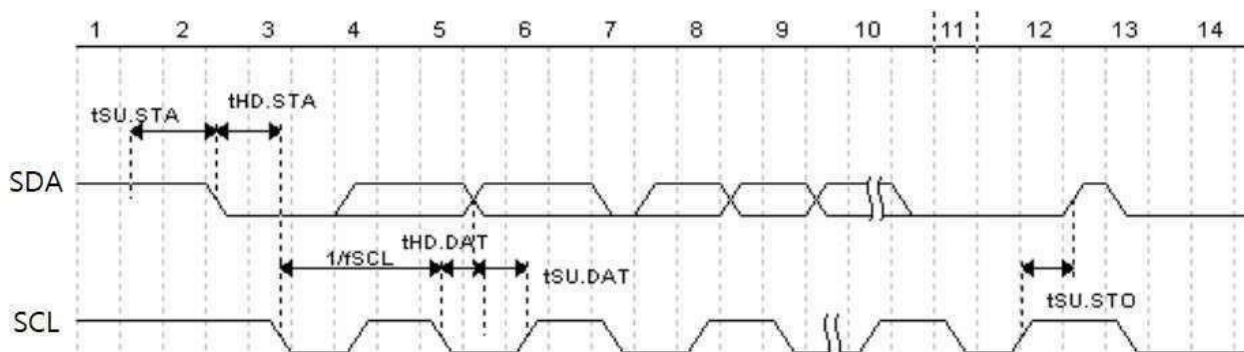 1 2 3 4 5 6 7 8 9 10 11 12 13 14
tSU.STA tHD.STA
SDA
tHD.DAT
1/fSCL tSU.DAT
tSU.STO
SCL